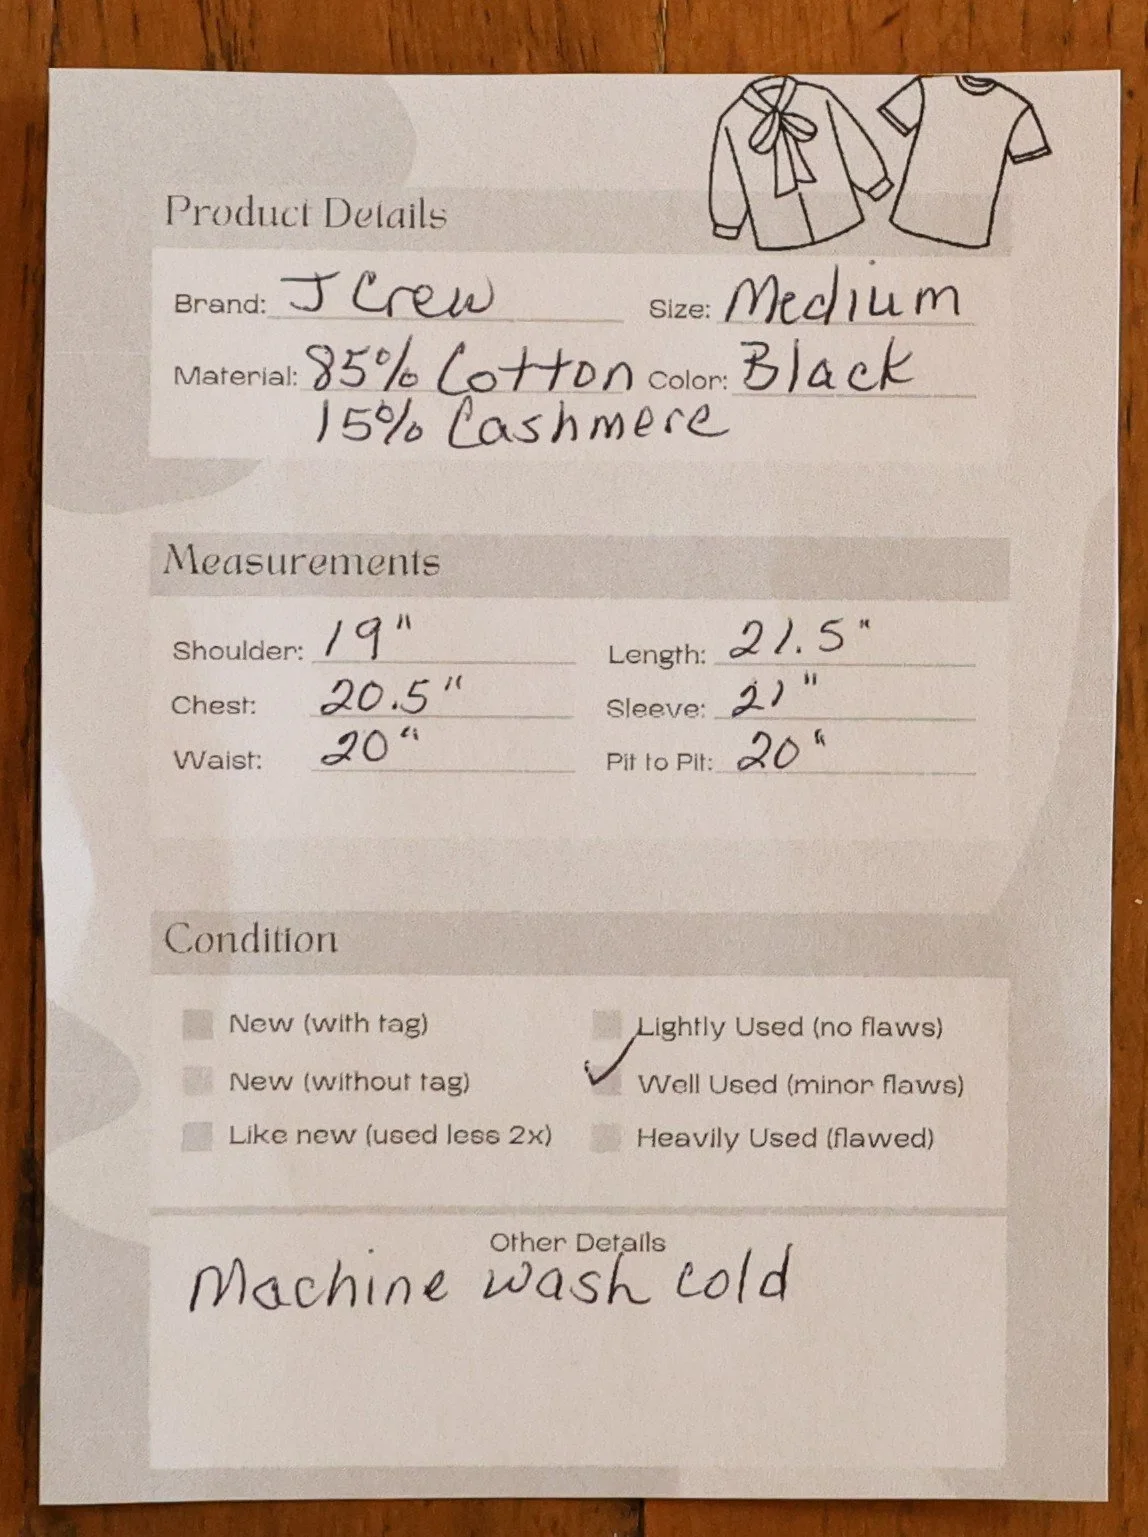 Product Details
Brand: J Crew Size: Medium
Material: 85% Cotton Color: Black
15% Cashmere
Measurements
Shoulder: 19" Length: 21.5"
Chest: 20.5" Sleeve: 21"
Waist: 20" Pit to Pit: 20"
Condition
New (with tag) Lightly Used (no flaws)
New (without tag) Well Used (minor flaws)
Like new (used less 2x) Heavily Used (flawed)
Other Details
Machine wash cold